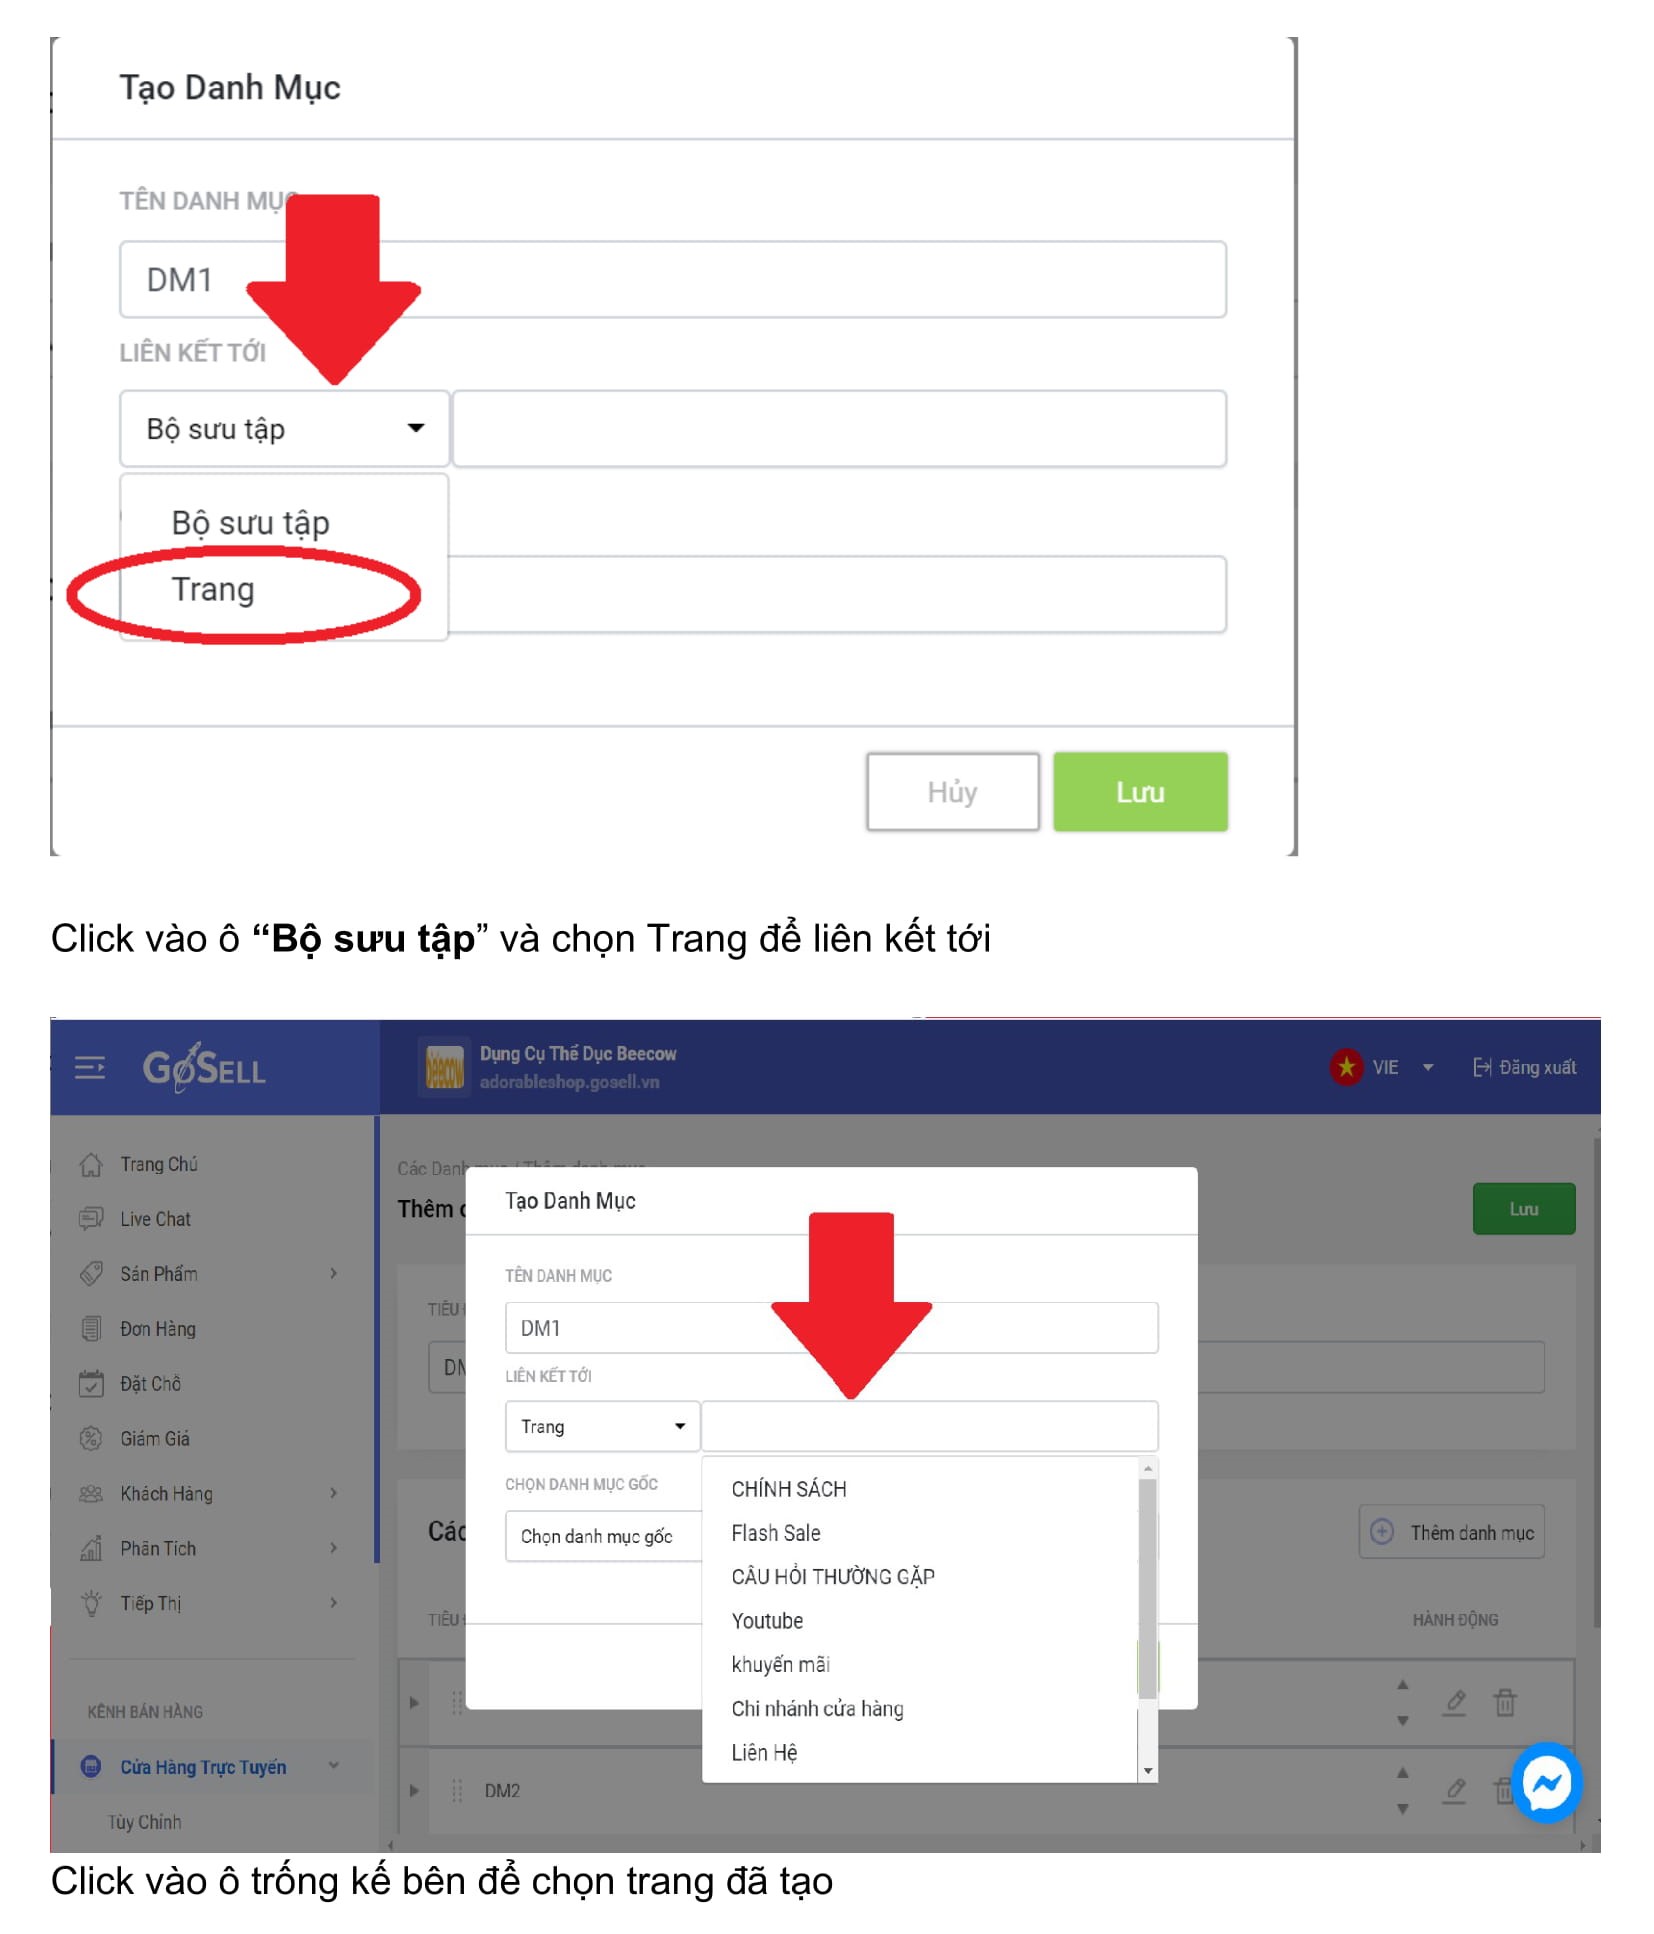 Tạo Danh Mục
TÊN DANH MỤC
DM1
LIÊN KẾT TỚI
Bộ sưu tập
Bộ sưu tập
Trang
Hủy
Lưu
Click vào ô “Bộ sưu tập” và chọn Trang để liên kết tới
GoSELL
Dụng Cụ Thể Dục Beecow
adorableshop.gosell.vn
beecow
VIE
Đăng xuất
Trang Chủ
Live Chat
Sản Phẩm
Đơn Hàng
Đặt Chỗ
Giảm Giá
Khách Hàng
Phân Tích
Tiếp Thị
KÊNH BÁN HÀNG
Cửa Hàng Trực Tuyến
Tùy Chỉnh
Các Danh mục / Thêm danh mục
Thêm
Lưu
TIÊU
Các
Thêm danh mục
TIÊU
HÀNH ĐỘNG
DM2
Tạo Danh Mục
TÊN DANH MỤC
DM1
LIÊN KẾT TỚI
Trang
CHỌN DANH MỤC GỐC
Chọn danh mục gốc
CHÍNH SÁCH
Flash Sale
CÂU HỎI THƯỜNG GẶP
Youtube
khuyến mãi
Chi nhánh cửa hàng
Liên Hệ
Click vào ô trống kế bên để chọn trang đã tạo